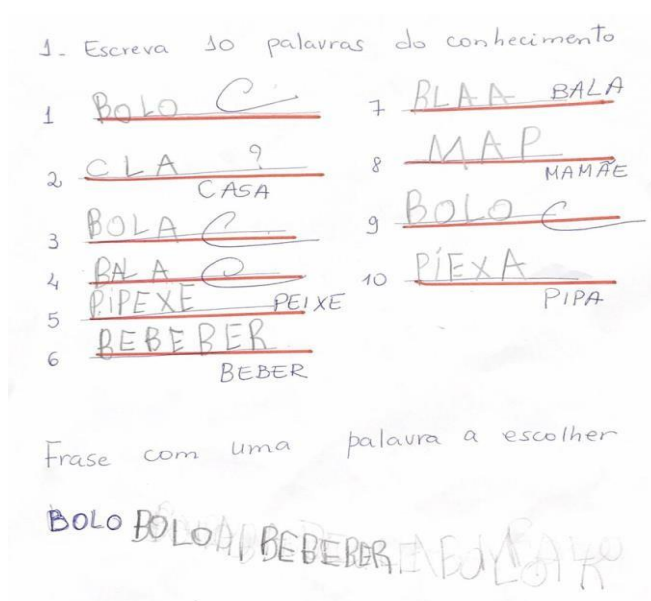 1- Escreva 10 palavras do conhecimento
1 BOLO C
2 CLA ?
CASA
3 BOLA C
4 BALA C
5 PIPEXE PEIXE
6 BEBEBER
BEBER
7 BLAA BALA
8 MAP
MAMÃE
9 BOLO C
10 PIEXA
PIPA
Frase com uma palavra a escolher
BOLO BOLO BEBEBER